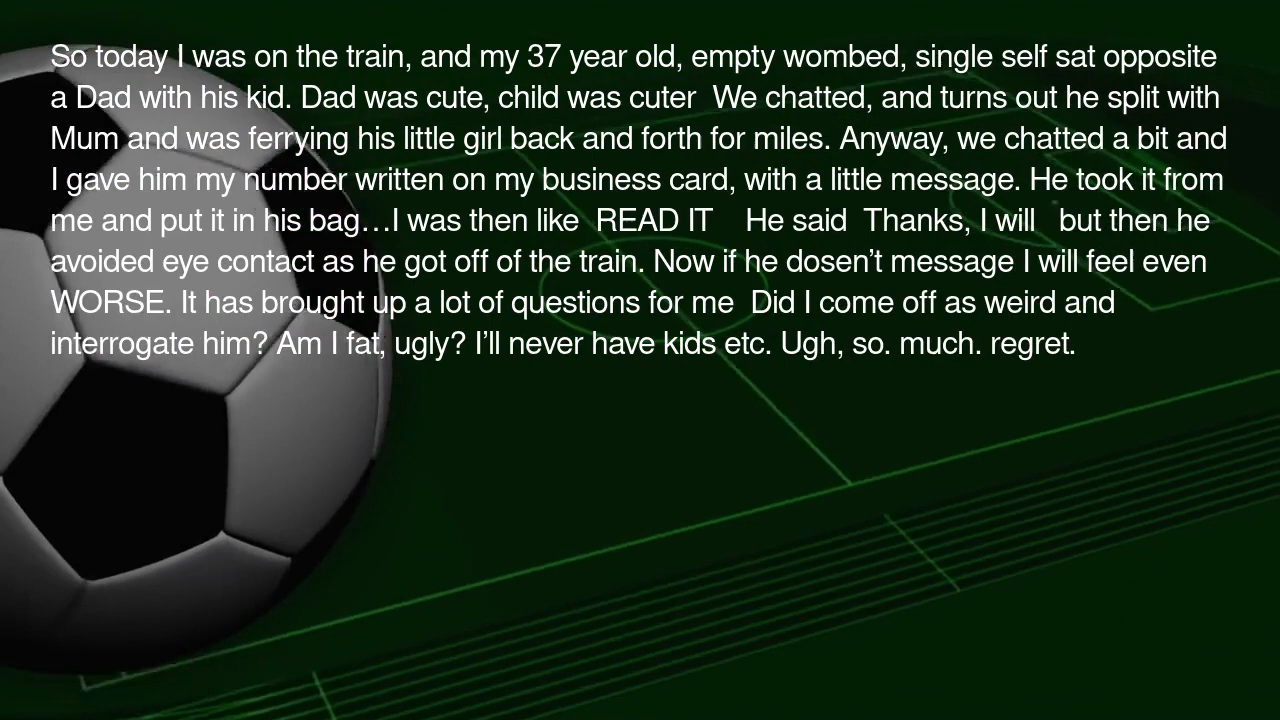 So today I was on the train, and my 37 year old, empty wombed, single self sat opposite
a Dad with his kid. Dad was cute, child was cuter  We chatted, and turns out he split with
Mum and was ferrying his little girl back and forth for miles. Anyway, we chatted a bit and
I gave him my number written on my business card, with a little message. He took it from
me and put it in his bag…I was then like  READ IT    He said  Thanks, I will   but then he
avoided eye contact as he got off of the train. Now if he dosen’t message I will feel even
WORSE. It has brought up a lot of questions for me  Did I come off as weird and
interrogate him? Am I fat, ugly? I’ll never have kids etc. Ugh, so. much. regret.